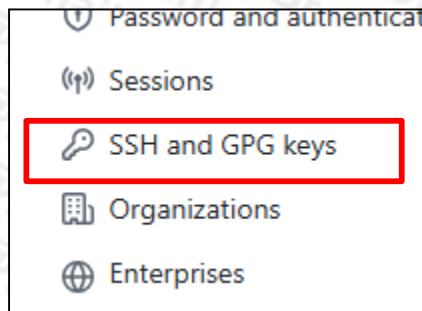 Password and authenticat
Sessions
SSH and GPG keys
Organizations
Enterprises